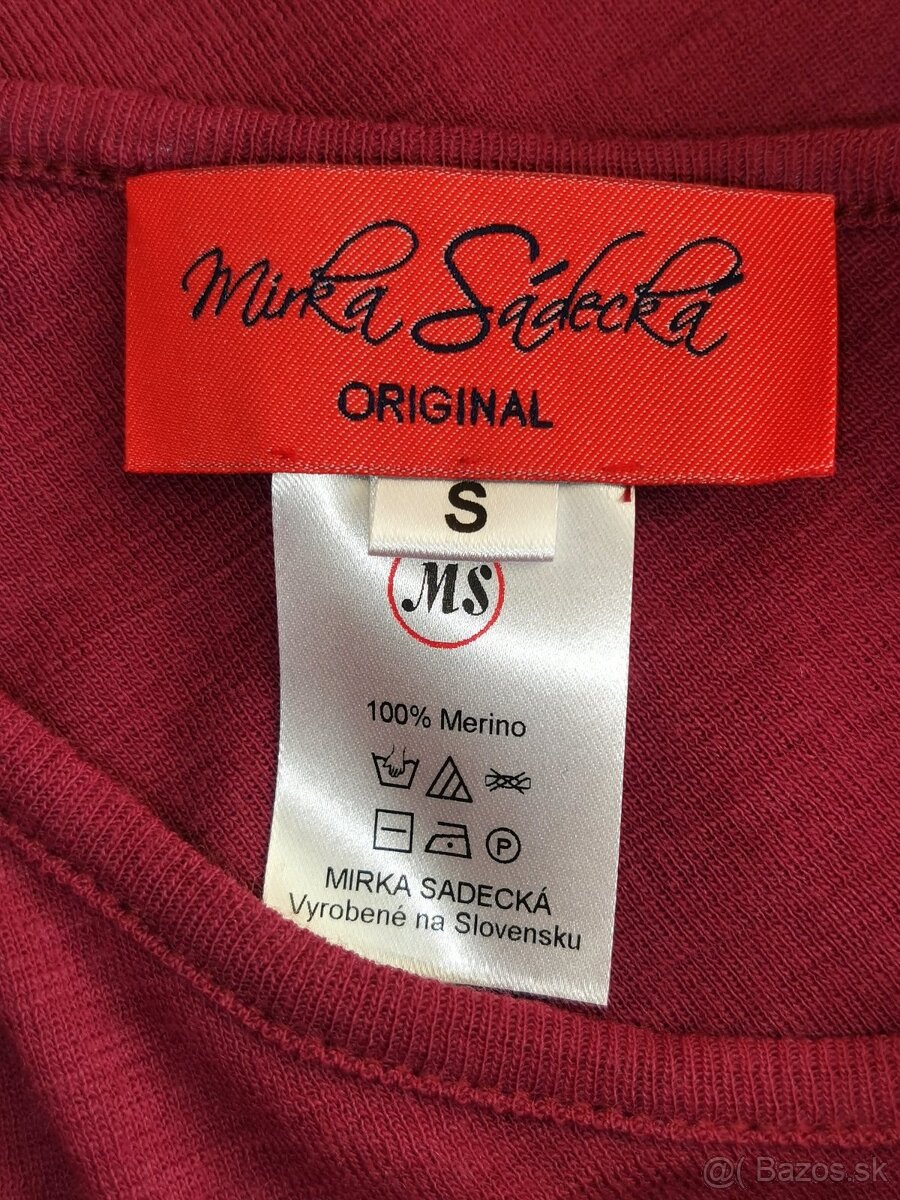 Mirka Sádecká
ORIGINAL
S
MS
100% Merino
P
MIRKA SADECKÁ
Vyrobené na Slovensku
@( Bazos.sk